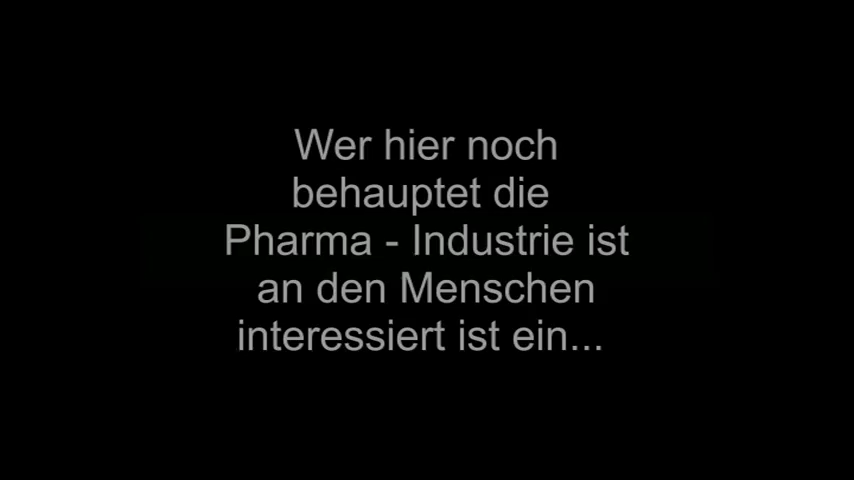 Wer hier noch
behauptet die
Pharma - Industrie ist
an den Menschen
interessiert ist ein...